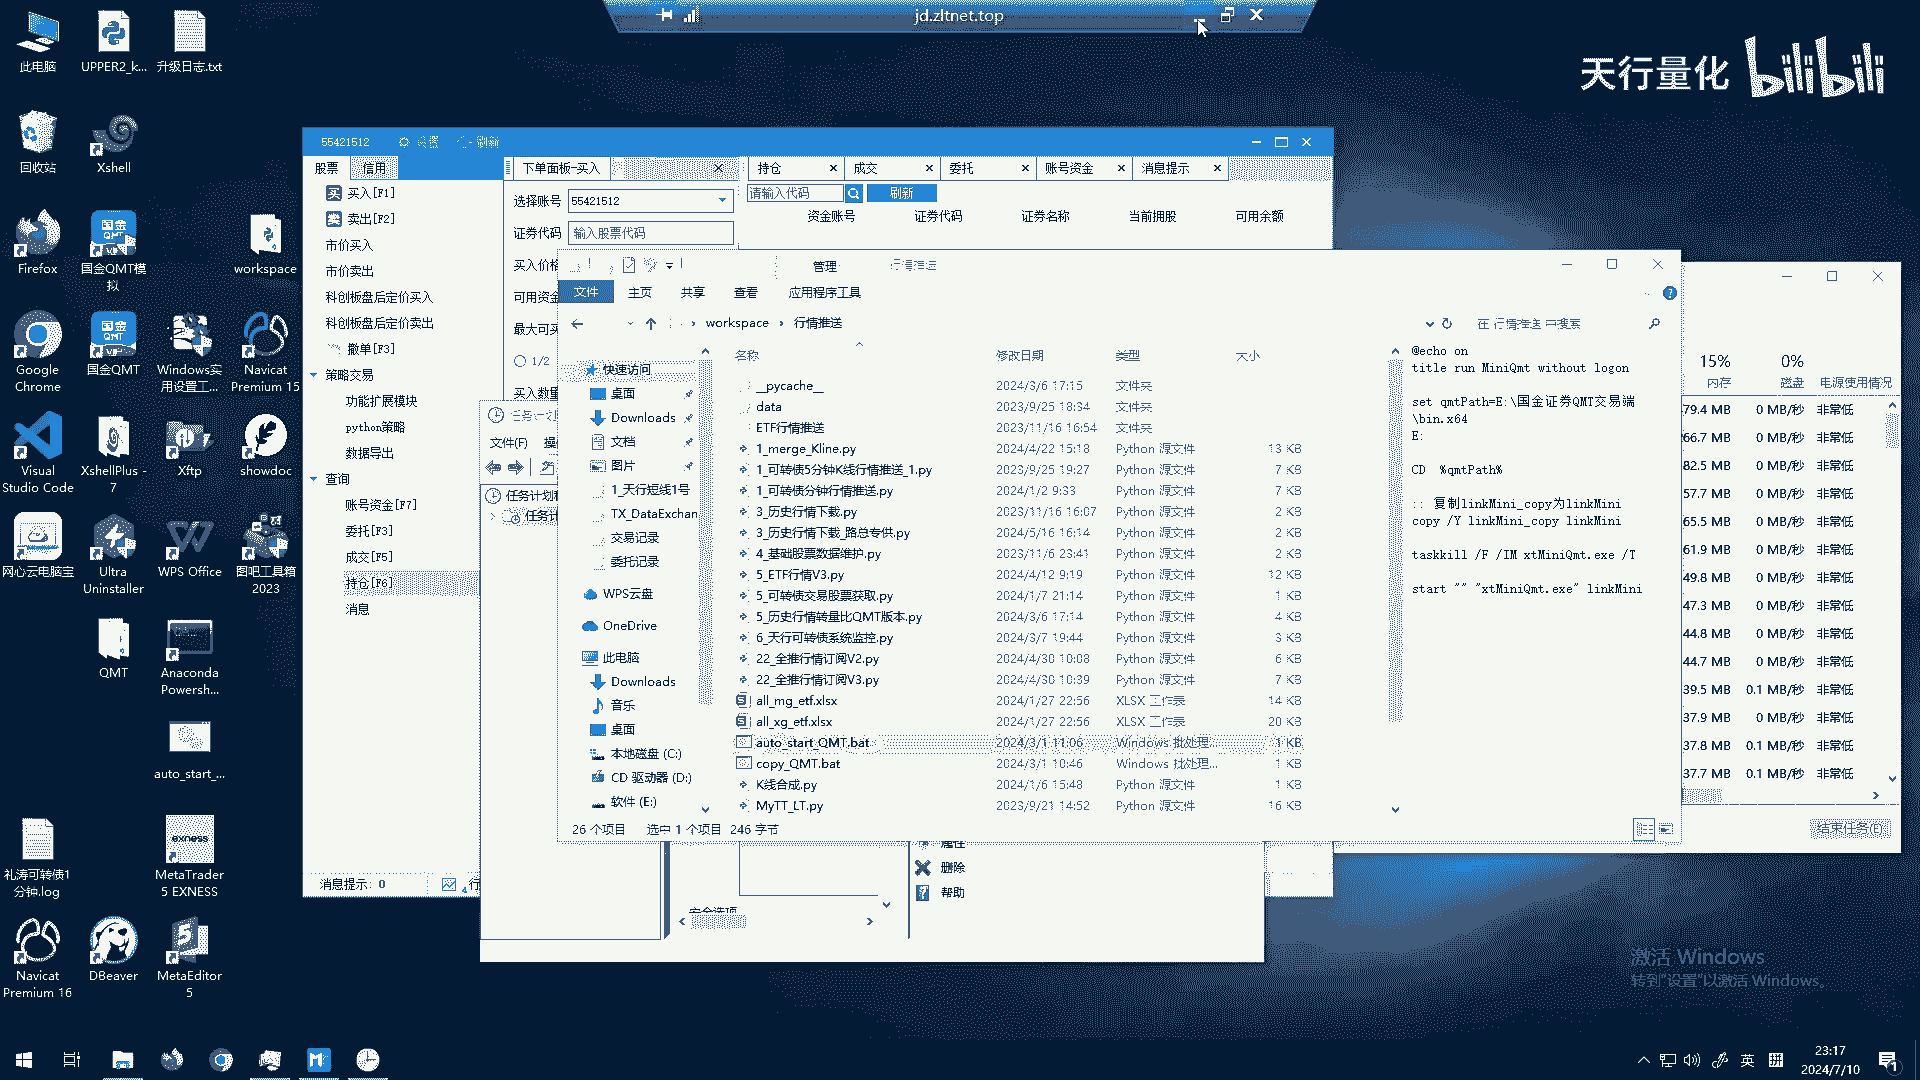 jd.zltnet.top
天行量化 bilibili
此电脑
UPPER2_k...
升级日志.txt
回收站
Xshell
Firefox
国金QMT模拟
workspace
Google Chrome
国金QMT
Windows实用设置工...
Navicat Premium 15
Visual Studio Code
XshellPlus - 7
Xftp
showdoc
网心云电脑宝
Ultra Uninstaller
WPS Office
图吧工具箱 2023
QMT
Anaconda Powersh...
auto_start_...
礼涛可转债1分钟.log
MetaTrader 5 EXNESS
Navicat Premium 16
DBeaver
MetaEditor 5
55421512 设置 刷新
股票 信用
买入[F1]
卖出[F2]
市价买入
市价卖出
科创板盘后定价买入
科创板盘后定价卖出
撤单[F3]
策略交易
功能扩展模块
python策略
数据导出
查询
账号资金[F7]
委托[F3]
成交[F5]
持仓[F6]
消息
消息提示: 0
下单面板-买入
选择账号 55421512
证券代码 输入股票代码
买入价格
可用资金
最大可买
1/2
买入数量
持仓 成交 委托 账号资金 消息提示
请输入代码 刷新
资金账号 证券代码 证券名称 当前拥股 可用余额
任务计划
文件(F) 操
任务计划程
任务计
安全选项
属性
删除
帮助
管理 行情推送
文件 主页 共享 查看 应用程序工具
workspace › 行情推送
在 行情推送 中搜索
快速访问
桌面
Downloads
文档
图片
1_天行短线1号
TX_DataExchan
交易记录
委托记录
WPS云盘
OneDrive
此电脑
Downloads
音乐
桌面
本地磁盘 (C:)
CD 驱动器 (D:)
软件 (E:)
名称 修改日期 类型 大小
__pycache__ 2024/3/6 17:15 文件夹
data 2023/9/25 18:34 文件夹
ETF行情推送 2023/11/16 16:54 文件夹
1_merge_Kline.py 2024/4/22 15:18 Python 源文件 13 KB
1_可转债5分钟K线行情推送_1.py 2023/9/25 19:27 Python 源文件 7 KB
1_可转债分钟行情推送.py 2024/1/2 9:33 Python 源文件 7 KB
3_历史行情下载.py 2023/11/16 16:07 Python 源文件 2 KB
3_历史行情下载_路总专供.py 2024/5/16 16:14 Python 源文件 2 KB
4_基础股票数据维护.py 2023/11/6 23:41 Python 源文件 2 KB
5_ETF行情V3.py 2024/4/12 9:19 Python 源文件 12 KB
5_可转债交易股票获取.py 2024/1/7 21:14 Python 源文件 1 KB
5_历史行情转量比QMT版本.py 2024/3/6 17:14 Python 源文件 4 KB
6_天行可转债系统监控.py 2024/3/7 19:44 Python 源文件 3 KB
22_全推行情订阅V2.py 2024/4/30 10:08 Python 源文件 6 KB
22_全推行情订阅V3.py 2024/4/30 10:39 Python 源文件 7 KB
all_mg_etf.xlsx 2024/1/27 22:56 XLSX 工作表 14 KB
all_xg_etf.xlsx 2024/1/27 22:56 XLSX 工作表 20 KB
auto_start_QMT.bat 2024/3/1 11:06 Windows 批处理... 1 KB
copy_QMT.bat 2024/3/1 10:46 Windows 批处理... 1 KB
K线合成.py 2024/1/6 15:48 Python 源文件 1 KB
MyTT_LT.py 2023/9/21 14:52 Python 源文件 16 KB
26 个项目 选中 1 个项目 246 字节
@echo on
title run MiniQmt without logon
set qmtPath=E:\国金证券QMT交易端
\bin.x64
E:
CD %qmtPath%
:: 复制linkMini_copy为linkMini
copy /Y linkMini_copy linkMini
taskkill /F /IM xtMiniQmt.exe /T
start "" "xtMiniQmt.exe" linkMini
15% 0%
内存 磁盘 电源使用情况
79.4 MB 0 MB/秒 非常低
66.7 MB 0 MB/秒 非常低
82.5 MB 0 MB/秒 非常低
57.7 MB 0 MB/秒 非常低
65.5 MB 0 MB/秒 非常低
61.9 MB 0 MB/秒 非常低
49.8 MB 0 MB/秒 非常低
47.3 MB 0 MB/秒 非常低
44.8 MB 0 MB/秒 非常低
44.7 MB 0 MB/秒 非常低
39.5 MB 0.1 MB/秒 非常低
37.9 MB 0 MB/秒 非常低
37.8 MB 0.1 MB/秒 非常低
37.7 MB 0.1 MB/秒 非常低
结束任务(E)
激活 Windows
转到"设置"以激活 Windows。
英
23:17
2024/7/10